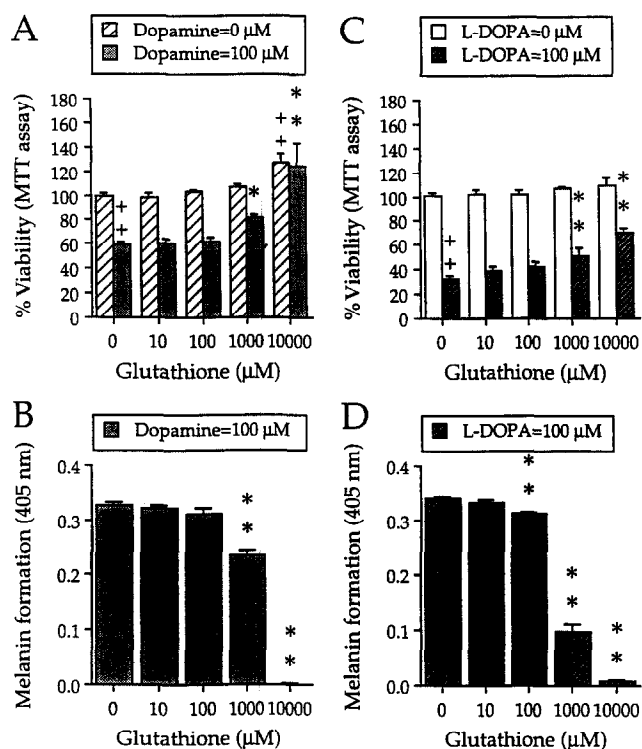 A
Dopamine=0 µM
Dopamine=100 µM
% Viability (MTT assay)
180
160
140
120
100
80
60
40
20
0
+
+
*
+
+
*
*
0 10 100 1000 10000
Glutathione (µM)
C
L-DOPA=0 µM
L-DOPA=100 µM
% Viability (MTT assay)
180
160
140
120
100
80
60
40
20
0
+
+
*
*
*
*
0 10 100 1000 10000
Glutathione (µM)
B
Dopamine=100 µM
Melanin formation (405 nm)
0.4
0.3
0.2
0.1
0.0
*
*
*
*
0 10 100 1000 10000
Glutathione (µM)
D
L-DOPA=100 µM
Melanin formation (405 nm)
0.4
0.3
0.2
0.1
0.0
*
*
*
*
*
*
0 10 100 1000 10000
Glutathione (µM)